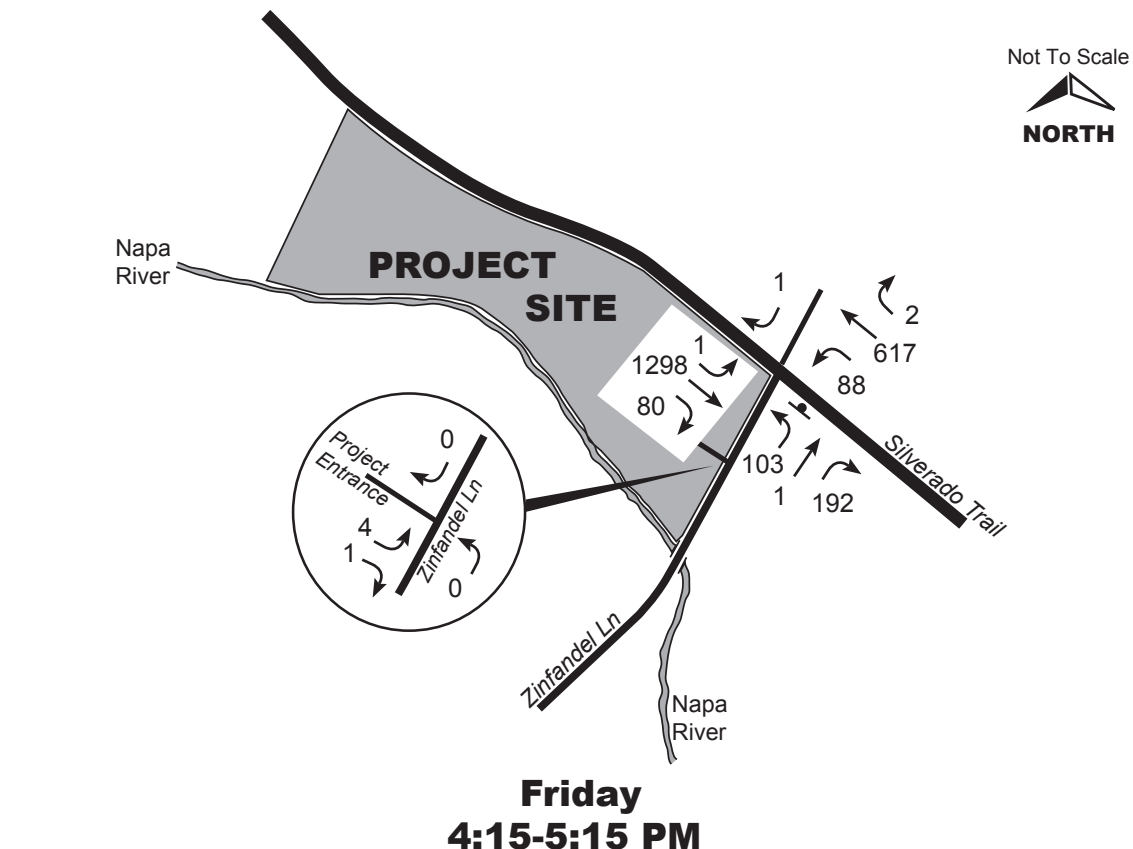 Not To Scale
NORTH
Napa
River
PROJECT
SITE
1
2
617
88
1
1298
80
103
1
192
Silverado Trail
Project
Entrance
0
4
1
Zinfandel Ln
0
Zinfandel Ln
Napa
River
Friday
4:15-5:15 PM